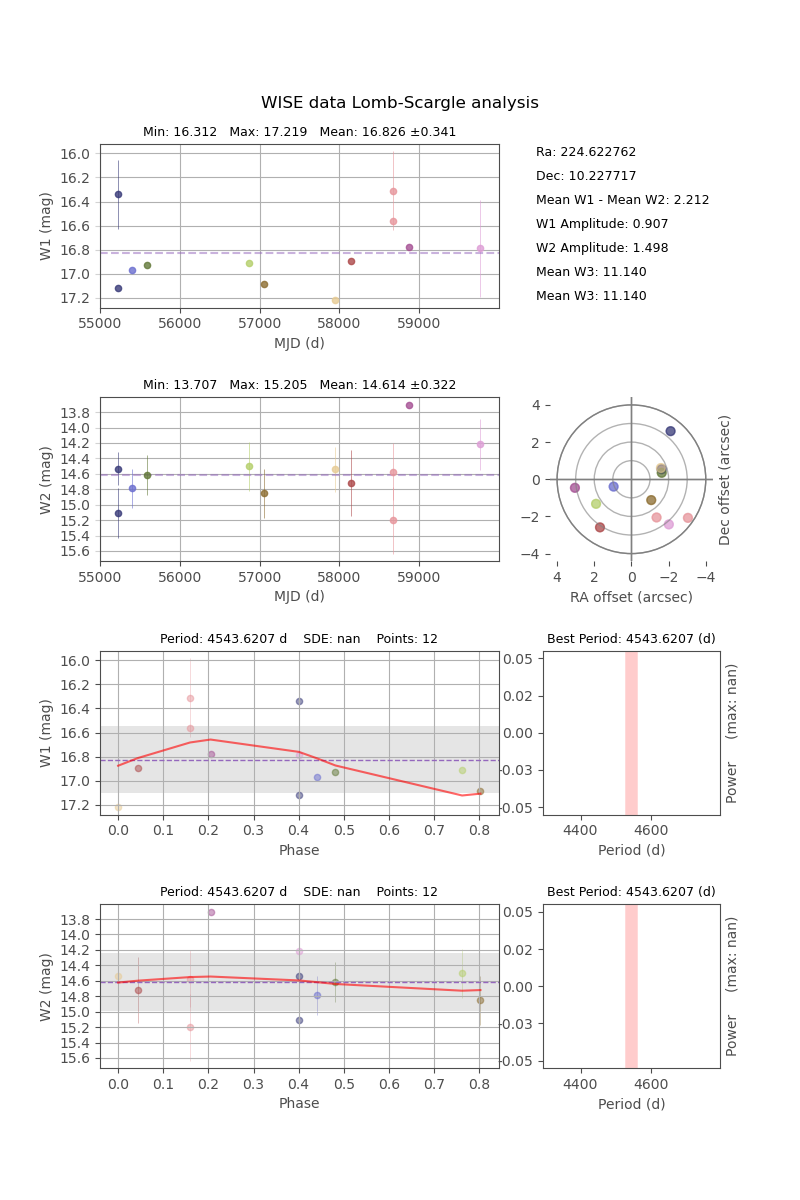 WISE data Lomb-Scargle analysis
Min: 16.312   Max: 17.219   Mean: 16.826 ±0.341
16.0
16.2
16.4
16.6
16.8
17.0
17.2
W1 (mag)
55000 56000 57000 58000 59000
MJD (d)
Ra: 224.622762
Dec: 10.227717
Mean W1 - Mean W2: 2.212
W1 Amplitude: 0.907
W2 Amplitude: 1.498
Mean W3: 11.140
Mean W3: 11.140
Min: 13.707   Max: 15.205   Mean: 14.614 ±0.322
13.8
14.0
14.2
14.4
14.6
14.8
15.0
15.2
15.4
15.6
W2 (mag)
55000 56000 57000 58000 59000
MJD (d)
4
2
0
−2
−4
4 2 0 −2 −4
RA offset (arcsec)
Dec offset (arcsec)
Period: 4543.6207 d    SDE: nan    Points: 12
16.0
16.2
16.4
16.6
16.8
17.0
17.2
W1 (mag)
0.0 0.1 0.2 0.3 0.4 0.5 0.6 0.7 0.8
Phase
Best Period: 4543.6207 (d)
0.05
0.02
0.00
-0.03
-0.05
4400 4600
Period (d)
Power     (max: nan)
Period: 4543.6207 d    SDE: nan    Points: 12
13.8
14.0
14.2
14.4
14.6
14.8
15.0
15.2
15.4
15.6
W2 (mag)
0.0 0.1 0.2 0.3 0.4 0.5 0.6 0.7 0.8
Phase
Best Period: 4543.6207 (d)
0.05
0.02
0.00
-0.03
-0.05
4400 4600
Period (d)
Power     (max: nan)